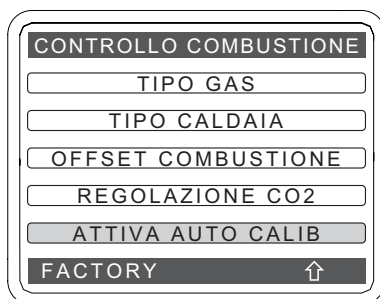 CONTROLLO COMBUSTIONE
TIPO GAS
TIPO CALDAIA
OFFSET COMBUSTIONE
REGOLAZIONE CO2
ATTIVA AUTO CALIB
FACTORY